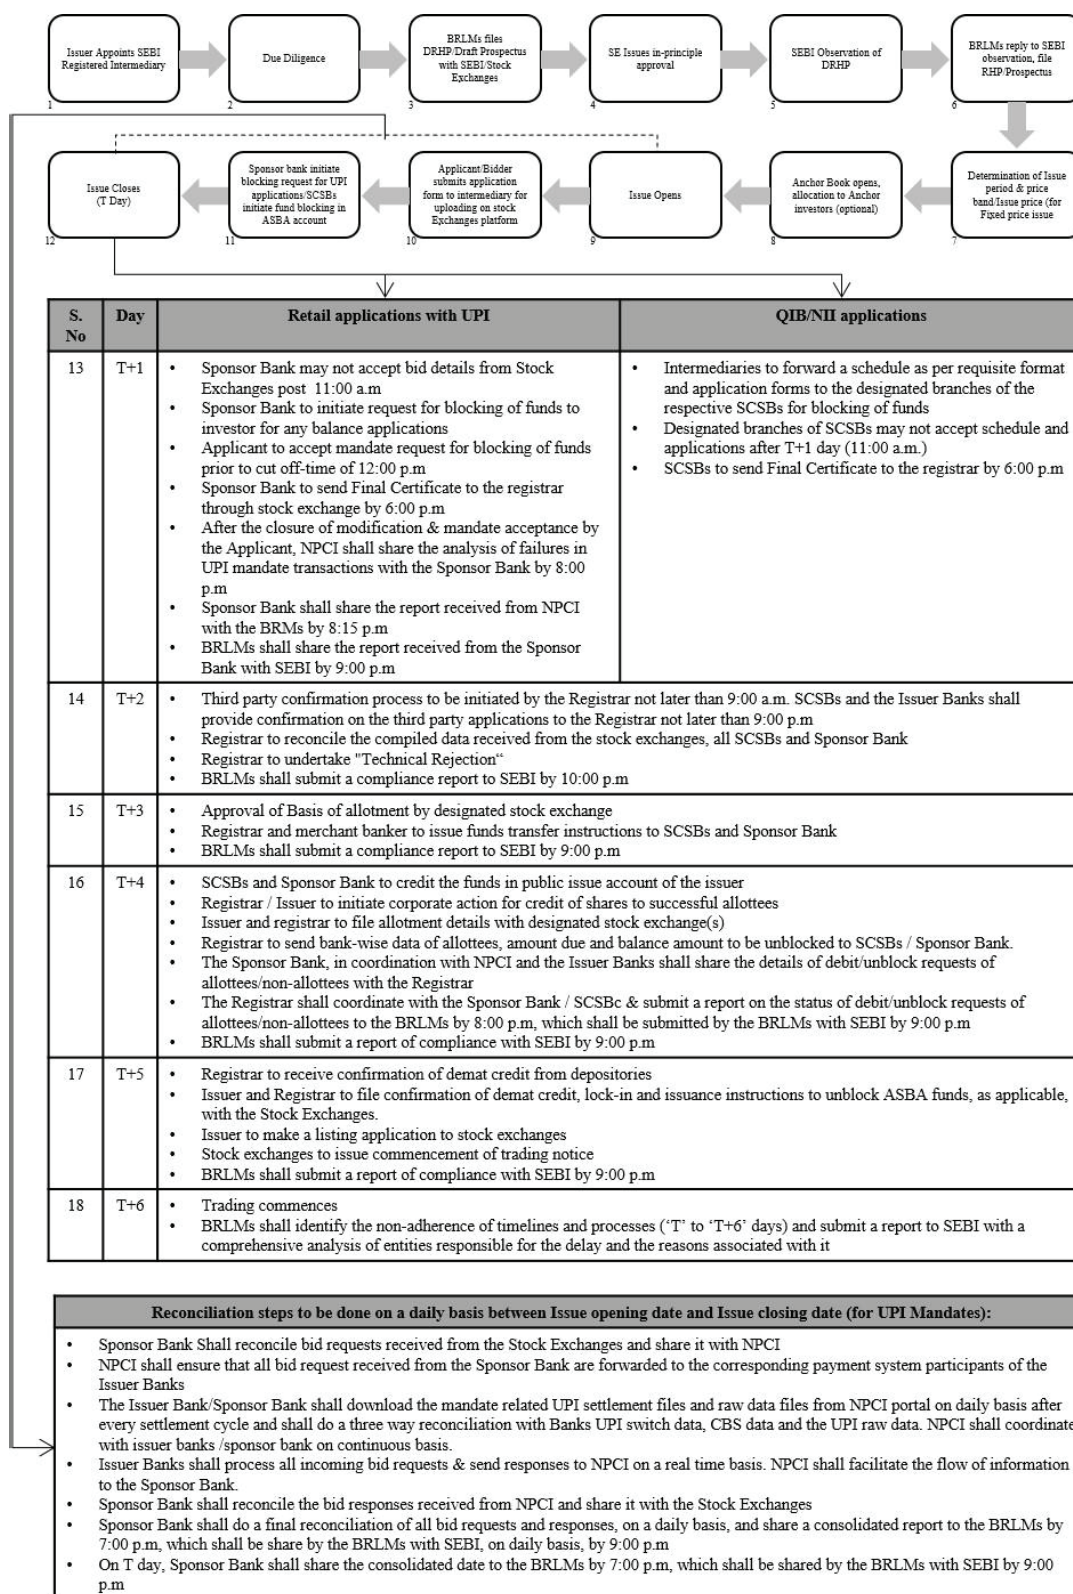 Issuer Appoints SEBI
Registered Intermediary
1
Due Diligence
2
BRLMs files
DRHP/Draft Prospectus
with SEBI/Stock
Exchanges
3
SE Issues in-principle
approval
4
SEBI Observation of
DRHP
5
BRLMs reply to SEBI
observation, file
RHP/Prospectus
6
Determination of Issue
period & price
band/Issue price (for
Fixed price issue
7
Anchor Book opens,
allocation to Anchor
investors (optional)
8
Issue Opens
9
Applicant/Bidder
submits application
form to intermediary for
uploading on stock
Exchanges platform
10
Sponsor bank initiate
blocking request for UPI
applications/SCSBs
initiate fund blocking in
ASBA account
11
Issue Closes
(T Day)
12
S. No
Day
Retail applications with UPI
QIB/NII applications
13
T+1
• Sponsor Bank may not accept bid details from Stock
Exchanges post 11:00 a.m
• Sponsor Bank to initiate request for blocking of funds to
investor for any balance applications
• Applicant to accept mandate request for blocking of funds
prior to cut off-time of 12:00 p.m
• Sponsor Bank to send Final Certificate to the registrar
through stock exchange by 6:00 p.m
• After the closure of modification & mandate acceptance by
the Applicant, NPCI shall share the analysis of failures in
UPI mandate transactions with the Sponsor Bank by 8:00
p.m
• Sponsor Bank shall share the report received from NPCI
with the BRMs by 8:15 p.m
• BRLMs shall share the report received from the Sponsor
Bank with SEBI by 9:00 p.m
• Intermediaries to forward a schedule as per requisite format
and application forms to the designated branches of the
respective SCSBs for blocking of funds
• Designated branches of SCSBs may not accept schedule and
applications after T+1 day (11:00 a.m.)
• SCSBs to send Final Certificate to the registrar by 6:00 p.m
14
T+2
• Third party confirmation process to be initiated by the Registrar not later than 9:00 a.m. SCSBs and the Issuer Banks shall
provide confirmation on the third party applications to the Registrar not later than 9:00 p.m
• Registrar to reconcile the compiled data received from the stock exchanges, all SCSBs and Sponsor Bank
• Registrar to undertake "Technical Rejection“
• BRLMs shall submit a compliance report to SEBI by 10:00 p.m
15
T+3
• Approval of Basis of allotment by designated stock exchange
• Registrar and merchant banker to issue funds transfer instructions to SCSBs and Sponsor Bank
• BRLMs shall submit a compliance report to SEBI by 9:00 p.m
16
T+4
• SCSBs and Sponsor Bank to credit the funds in public issue account of the issuer
• Registrar / Issuer to initiate corporate action for credit of shares to successful allottees
• Issuer and registrar to file allotment details with designated stock exchange(s)
• Registrar to send bank-wise data of allottees, amount due and balance amount to be unblocked to SCSBs / Sponsor Bank.
• The Sponsor Bank, in coordination with NPCI and the Issuer Banks shall share the details of debit/unblock requests of
allottees/non-allottees with the Registrar
• The Registrar shall coordinate with the Sponsor Bank / SCSBc & submit a report on the status of debit/unblock requests of
allottees/non-allottees to the BRLMs by 8:00 p.m, which shall be submitted by the BRLMs with SEBI by 9:00 p.m
• BRLMs shall submit a report of compliance with SEBI by 9:00 p.m
17
T+5
• Registrar to receive confirmation of demat credit from depositories
• Issuer and Registrar to file confirmation of demat credit, lock-in and issuance instructions to unblock ASBA funds, as applicable,
with the Stock Exchanges.
• Issuer to make a listing application to stock exchanges
• Stock exchanges to issue commencement of trading notice
• BRLMs shall submit a report of compliance with SEBI by 9:00 p.m
18
T+6
• Trading commences
• BRLMs shall identify the non-adherence of timelines and processes (‘T’ to ‘T+6’ days) and submit a report to SEBI with a
comprehensive analysis of entities responsible for the delay and the reasons associated with it
Reconciliation steps to be done on a daily basis between Issue opening date and Issue closing date (for UPI Mandates):
• Sponsor Bank Shall reconcile bid requests received from the Stock Exchanges and share it with NPCI
• NPCI shall ensure that all bid request received from the Sponsor Bank are forwarded to the corresponding payment system participants of the
Issuer Banks
• The Issuer Bank/Sponsor Bank shall download the mandate related UPI settlement files and raw data files from NPCI portal on daily basis after
every settlement cycle and shall do a three way reconciliation with Banks UPI switch data, CBS data and the UPI raw data. NPCI shall coordinate
with issuer banks /sponsor bank on continuous basis.
• Issuer Banks shall process all incoming bid requests & send responses to NPCI on a real time basis. NPCI shall facilitate the flow of information
to the Sponsor Bank.
• Sponsor Bank shall reconcile the bid responses received from NPCI and share it with the Stock Exchanges
• Sponsor Bank shall do a final reconciliation of all bid requests and responses, on a daily basis, and share a consolidated report to the BRLMs by
7:00 p.m, which shall be share by the BRLMs with SEBI, on daily basis, by 9:00 p.m
• On T day, Sponsor Bank shall share the consolidated date to the BRLMs by 7:00 p.m, which shall be shared by the BRLMs with SEBI by 9:00
p.m